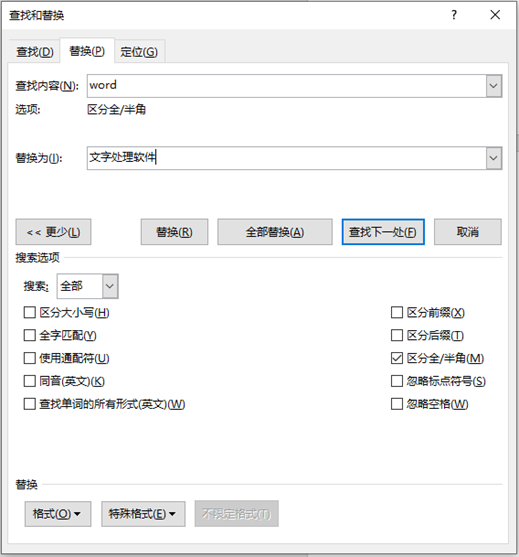 查找和替换
查找(D) 替换(P) 定位(G)
查找内容(N): word
选项: 区分全/半角
替换为(I): 文字处理软件
<< 更少(L) 替换(R) 全部替换(A) 查找下一处(F) 取消
搜索选项
搜索: 全部
区分大小写(H) 区分前缀(X)
全字匹配(Y) 区分后缀(T)
使用通配符(U) 区分全/半角(M)
同音(英文)(K) 忽略标点符号(S)
查找单词的所有形式(英文)(W) 忽略空格(W)
替换
格式(O) 特殊格式(E) 不限定格式(T)